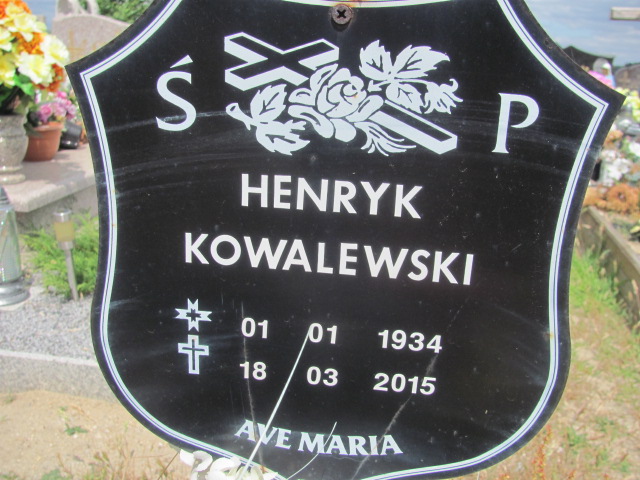 Ś P
HENRYK
KOWALEWSKI
01 01 1934
18 03 2015
AVE MARIA